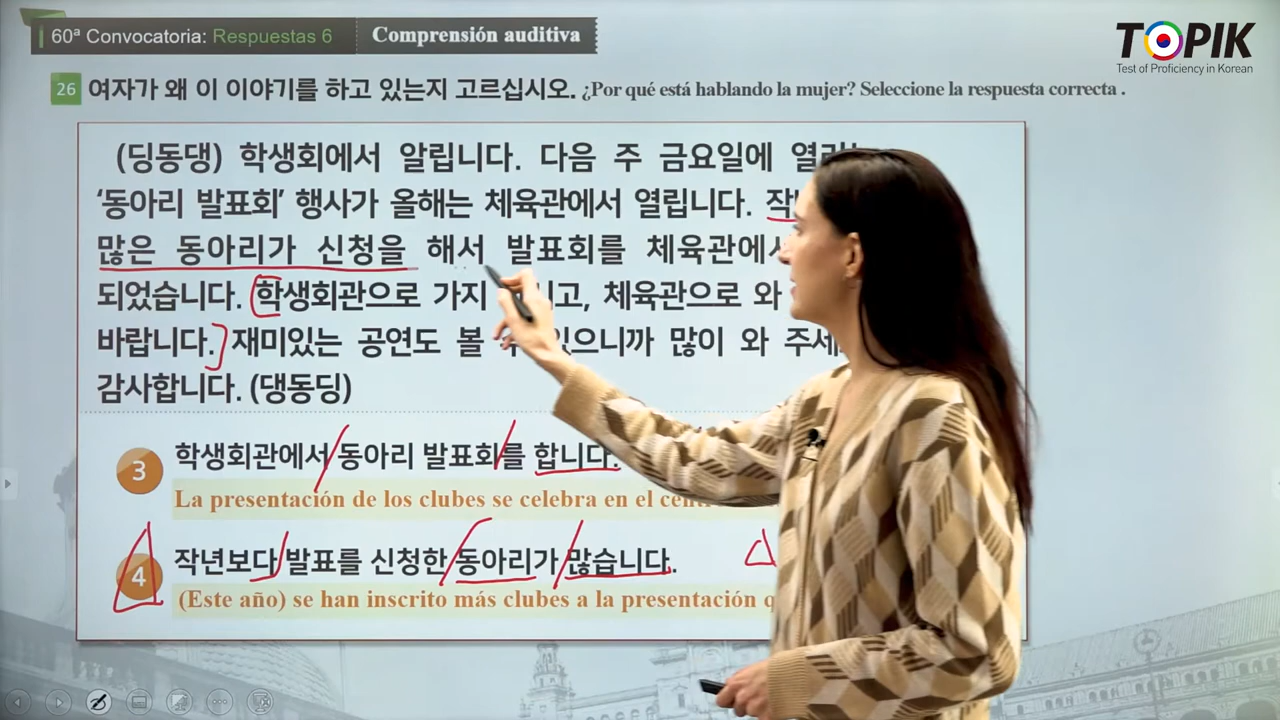 60ª Convocatoria: Respuestas 6
Comprensión auditiva
TOPIK
Test of Proficiency in Korean
26 여자가 왜 이 이야기를 하고 있는지 고르십시오. ¿Por qué está hablando la mujer? Seleccione la respuesta correcta .
(딩동댕) 학생회에서 알립니다. 다음 주 금요일에
‘동아리 발표회’ 행사가 올해는 체육관에서 열립니다.
많은 동아리가 신청을 해서 발표회를 체육관에서
되었습니다. 학생회관으로 가지 체육관으로 와
바랍니다. 재미있는 공연도 볼 있으니까 많이 와
감사합니다. (댕동딩)
3 학생회관에서 동아리 발표회를 합니다.
La presentación de los clubes se celebra en el
4 작년보다 발표를 신청한 동아리가 많습니다.
(Este año) se han inscrito más clubes a la presentación